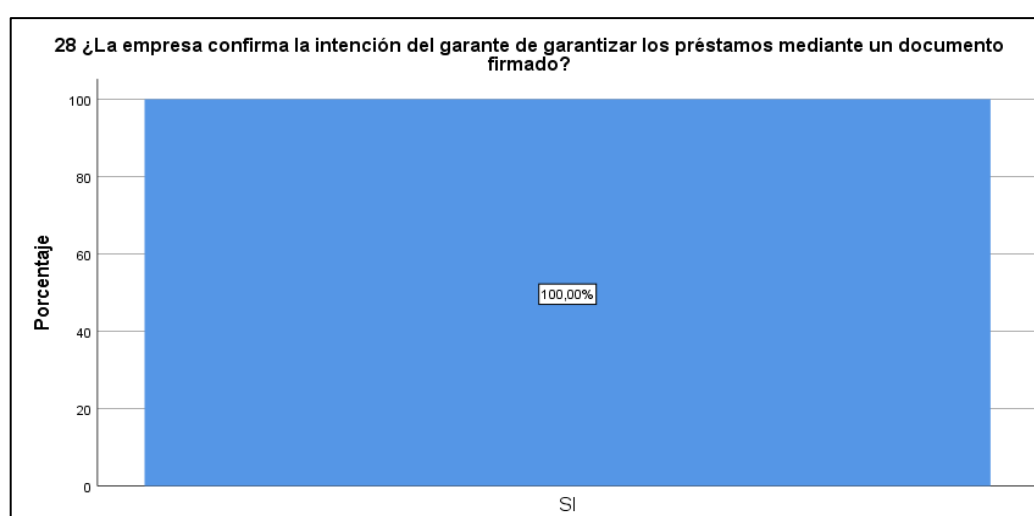 28 ¿La empresa confirma la intención del garante de garantizar los préstamos mediante un documento
firmado?
100
80
60
40
20
0
Porcentaje
100,00%
SI